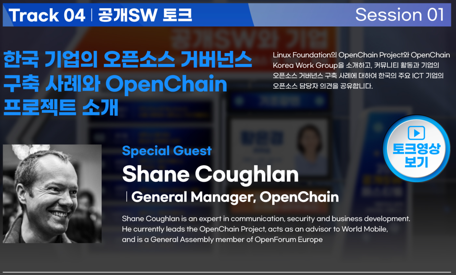 Track 04 | 공개SW 토크
Session 01
한국 기업의 오픈소스 거버넌스
구축 사례와 OpenChain
프로젝트 소개
Linux Foundation의 OpenChain Project와 OpenChain
Korea Work Group을 소개하고, 커뮤니티 활동과 기업의
오픈소스 거버넌스 구축 사례에 대하여 한국의 주요 ICT 기업의
오픈소스 담당자 의견을 공유합니다.
토크영상
보기
Special Guest
Shane Coughlan
| General Manager, OpenChain
Shane Coughlan is an expert in communication, security and business development.
He currently leads the OpenChain Project, acts as an advisor to World Mobile,
and is a General Assembly member of OpenForum Europe